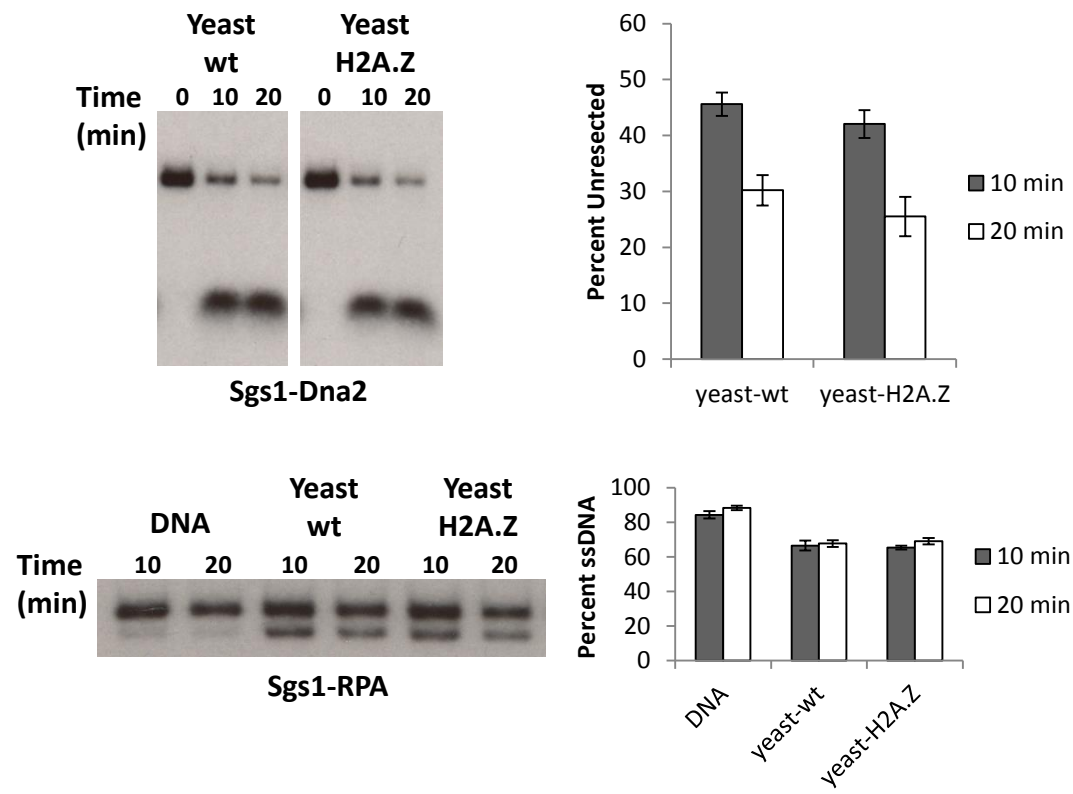 Yeast
wt
Yeast
H2A.Z
Time
(min)
0 10 20 0 10 20
Sgs1-Dna2
Percent Unresected
60
50
40
30
20
10
0
yeast-wt yeast-H2A.Z
10 min
20 min
DNA
Yeast
wt
Yeast
H2A.Z
Time
(min)
10 20 10 20 10 20
Sgs1-RPA
Percent ssDNA
100
80
60
40
20
0
DNA
yeast-wt
yeast-H2A.Z
10 min
20 min